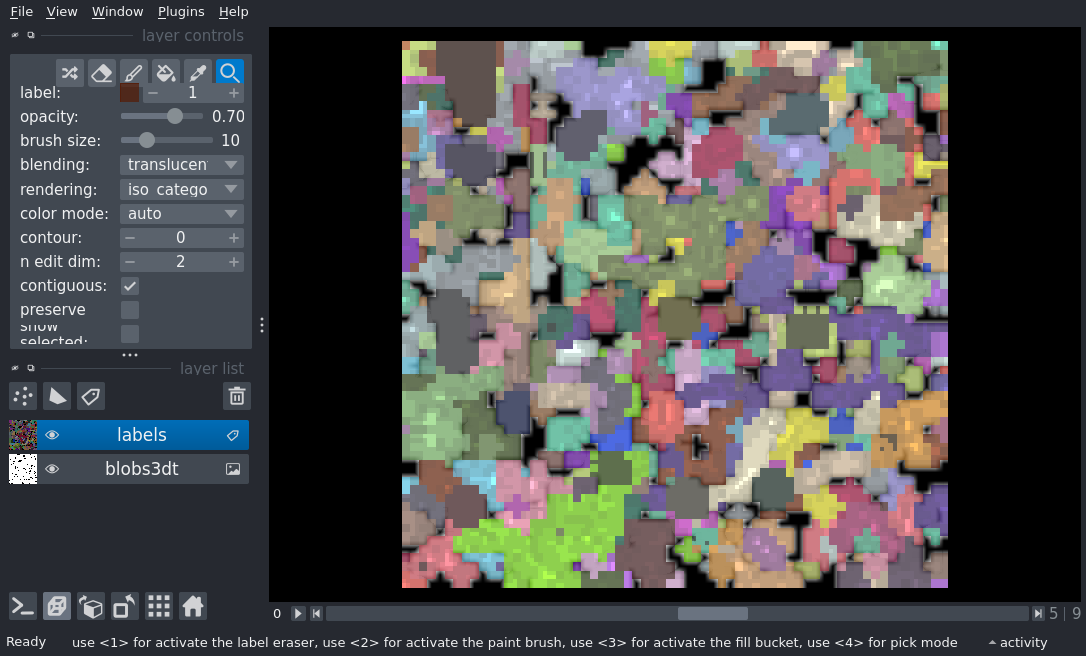 File View Window Plugins Help
layer controls
label: 1
opacity: 0.70
brush size: 10
blending: translucen
rendering: iso catego
color mode: auto
contour: 0
n edit dim: 2
contiguous:
preserve
show
selected:
layer list
labels
blobs3dt
0 5 | 9
Ready use <1> for activate the label eraser, use <2> for activate the paint brush, use <3> for activate the fill bucket, use <4> for pick mode activity